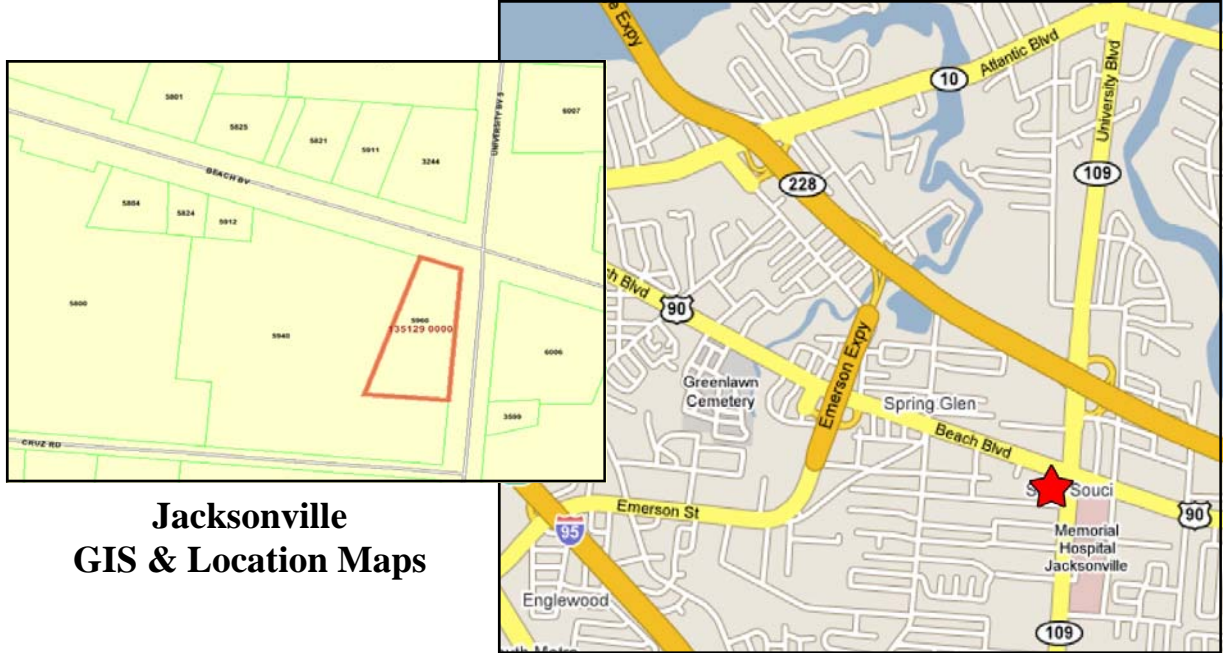 5801
5825
5821
5911
3244
6007
UNIVERSITY BV S
BEACH BV
5884
5824
5912
5800
5940
5960
135129 0000
6006
3599
CRUZ RD
Jacksonville
GIS & Location Maps
Expy
10
Atlantic Blvd
University Blvd
109
228
Blvd
90
Greenlawn
Cemetery
Emerson Expy
Spring Glen
Beach Blvd
Souci
90
Emerson St
95
Memorial
Hospital
Jacksonville
Englewood
109